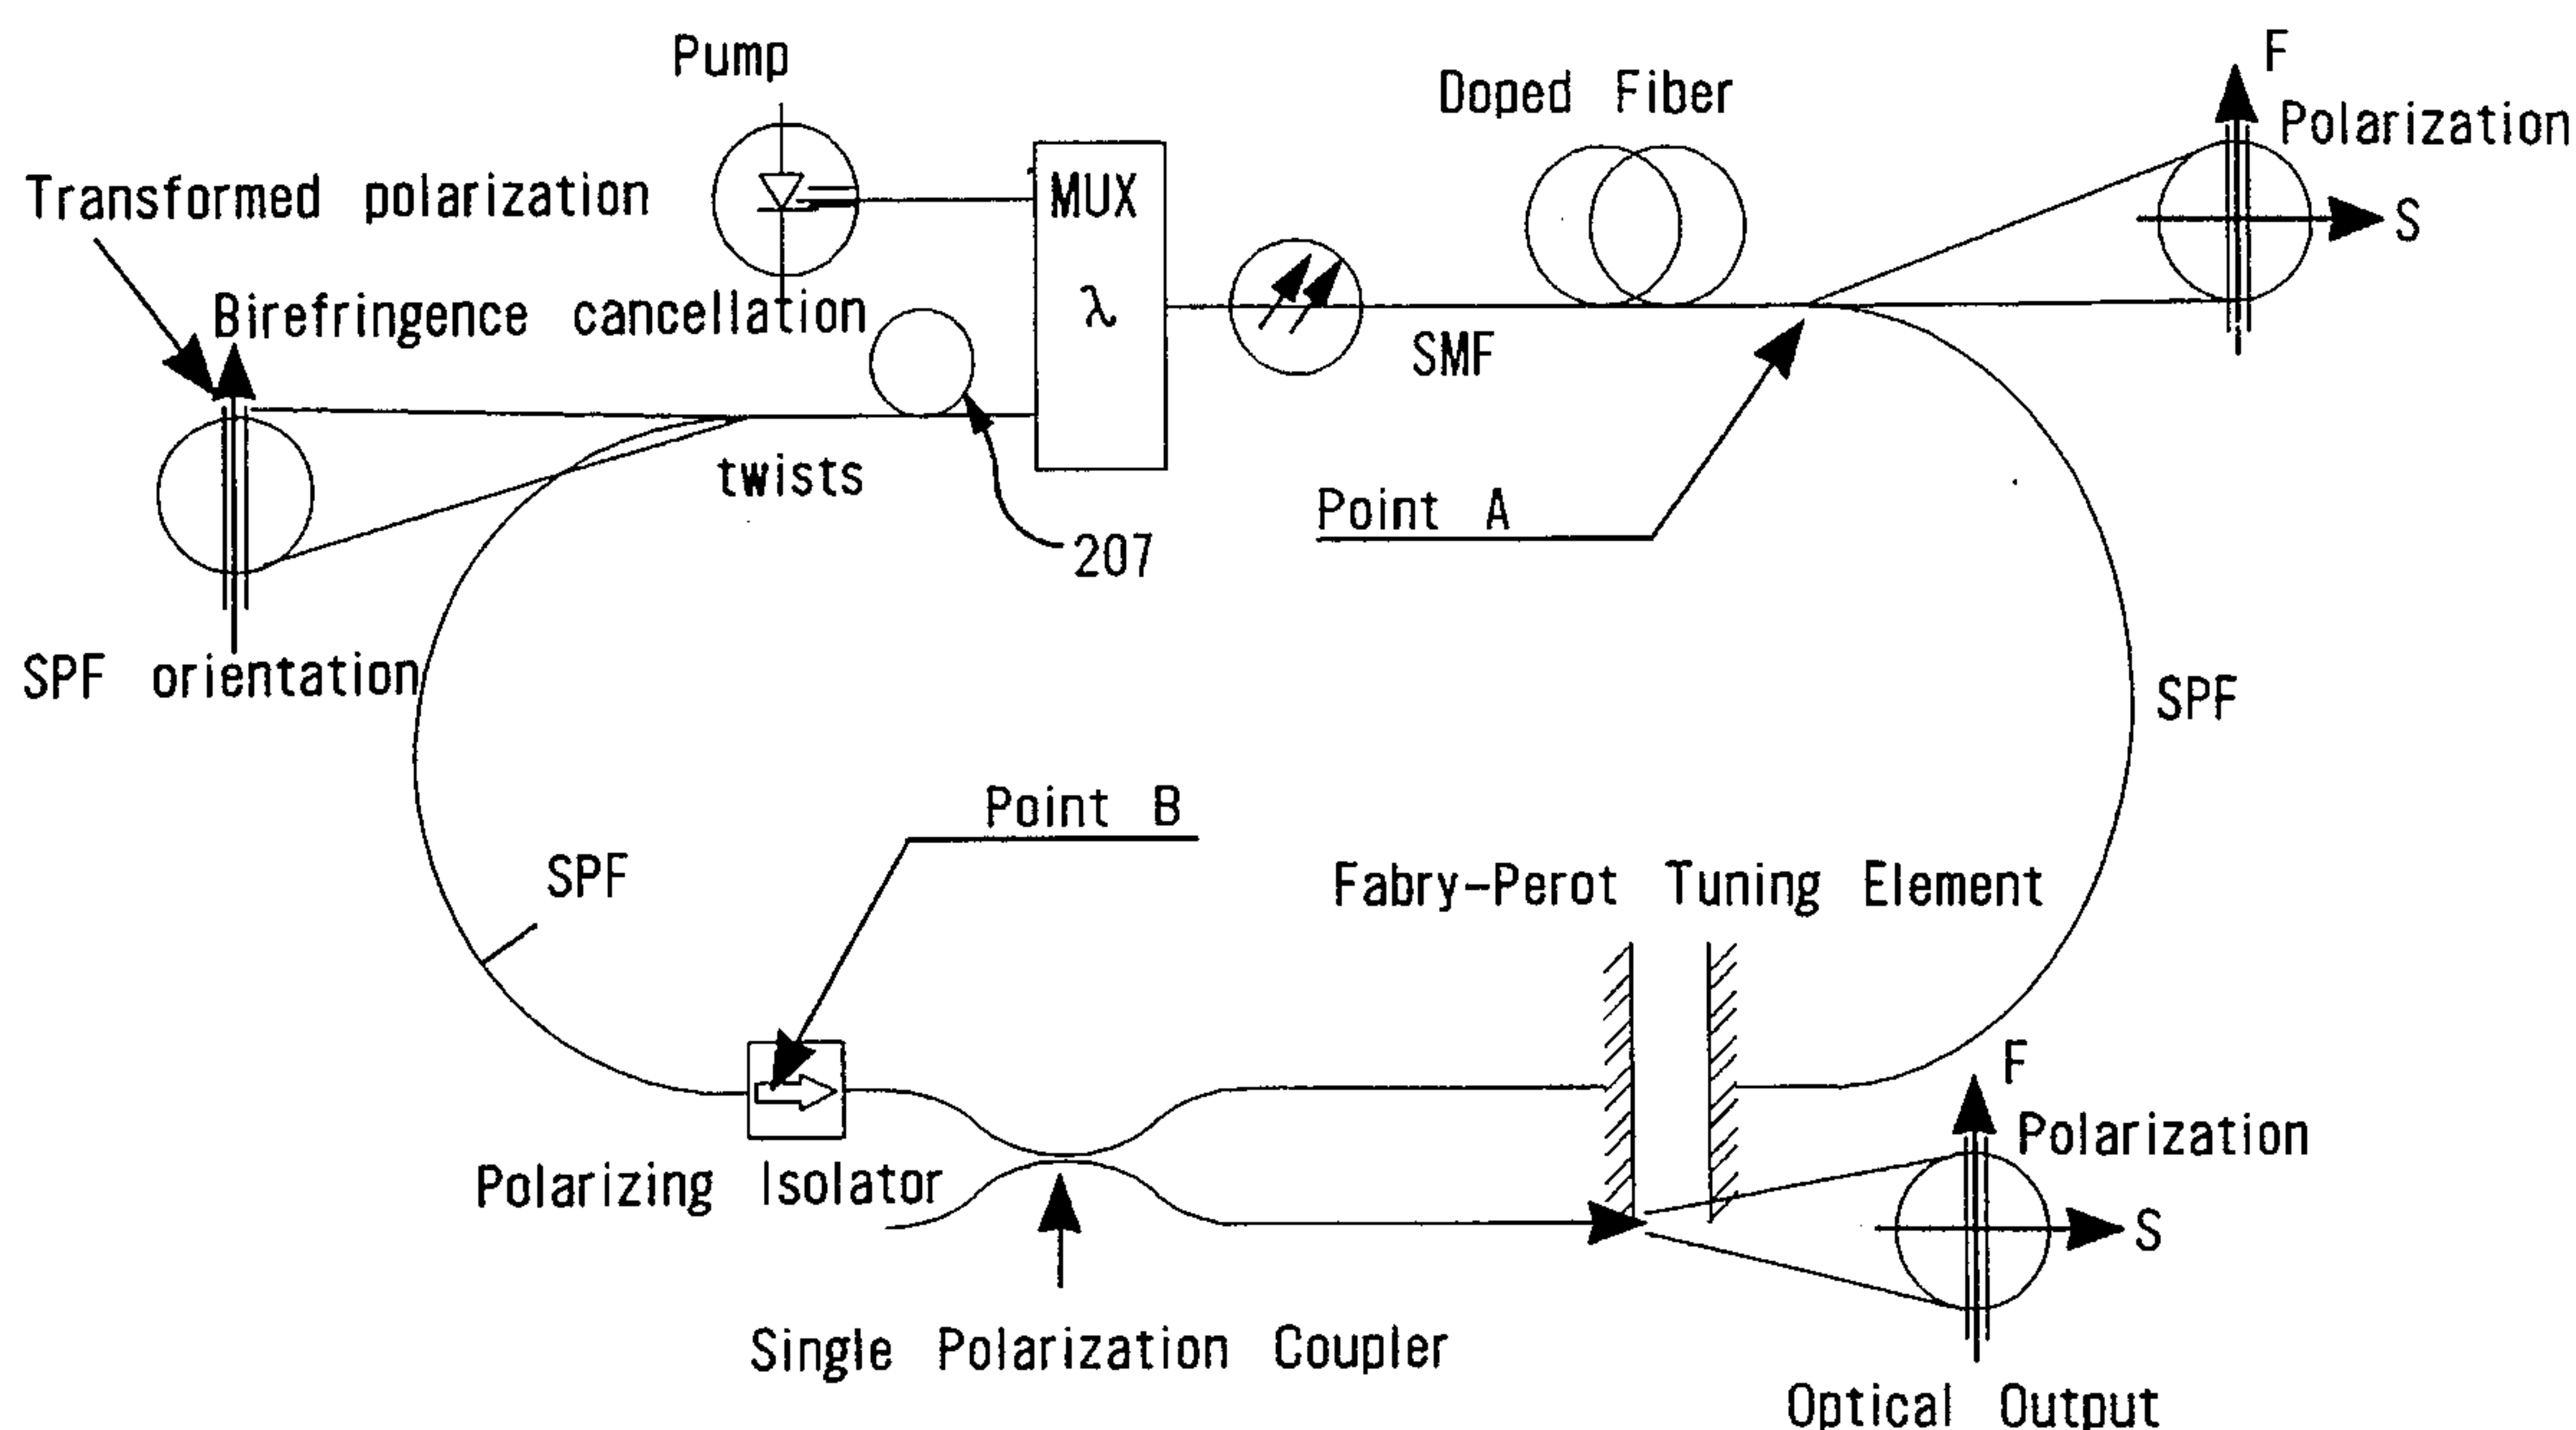 Pump
F
Doped Fiber
Polarization
Transformed polarization
MUX
S
Birefringence cancellation
λ
SMF
twists
Point A
207
SPF orientation
SPF
Point B
SPF
Fabry-Perot Tuning Element
F
Polarization
Polarizing Isolator
S
Single Polarization Coupler
Optical Output